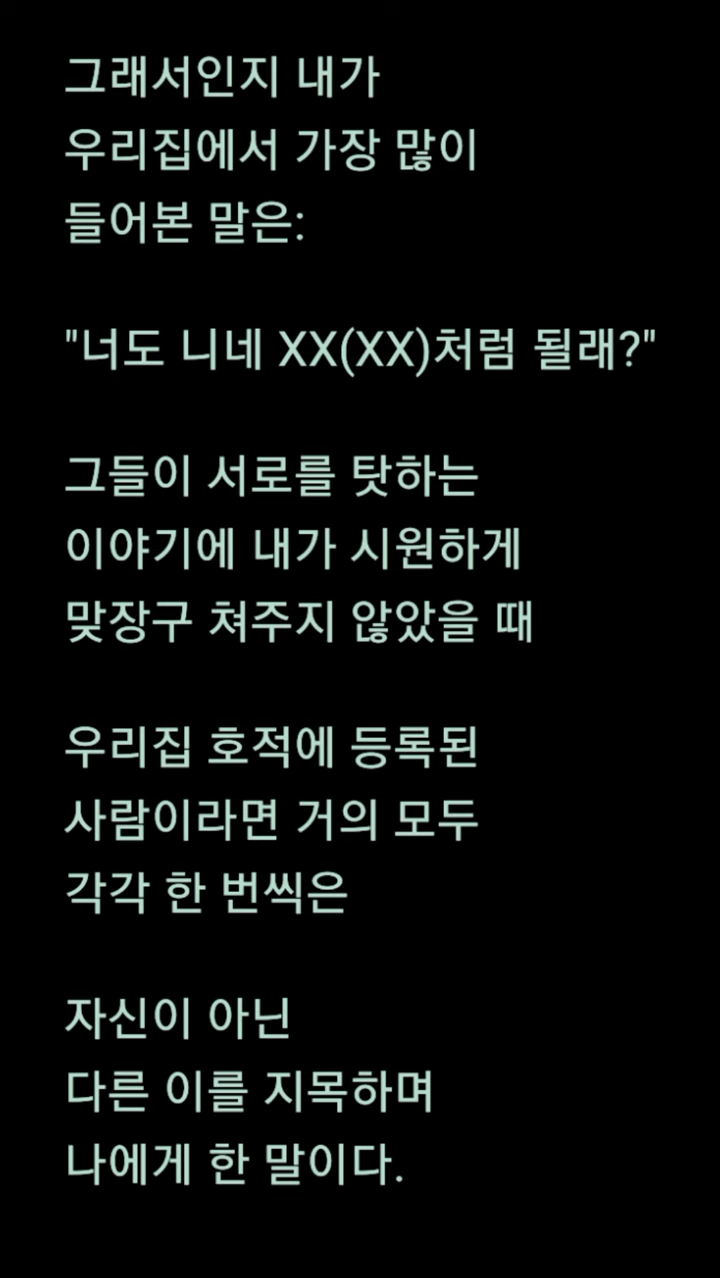 그래서인지 내가
우리집에서 가장 많이
들어본 말은:
"너도 니네 XX(XX)처럼 될래?"
그들이 서로를 탓하는
이야기에 내가 시원하게
맞장구 쳐주지 않았을 때
우리집 호적에 등록된
사람이라면 거의 모두
각각 한 번씩은
자신이 아닌
다른 이를 지목하며
나에게 한 말이다.